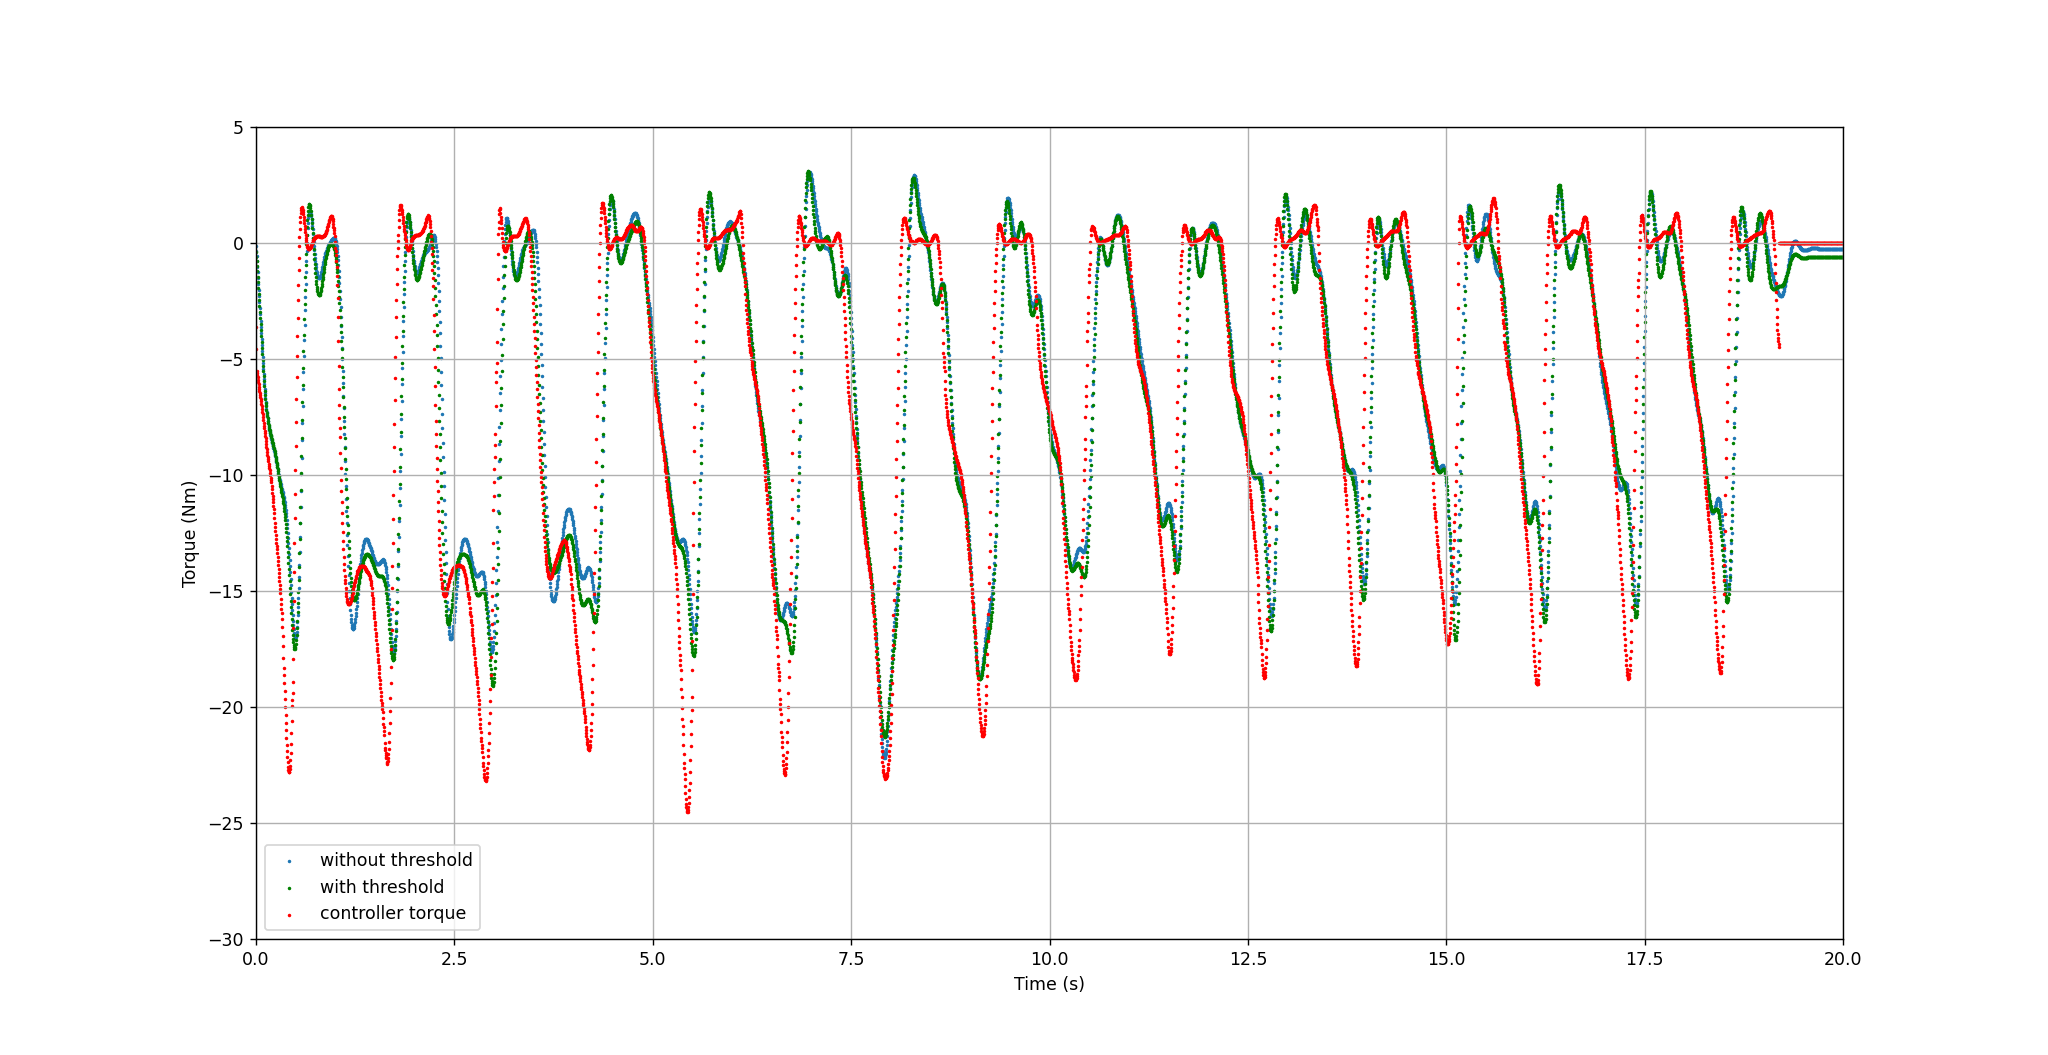 5
0
−5
−10
−15
−20
−25
−30
Torque (Nm)
without threshold
with threshold
controller torque
0.0 2.5 5.0 7.5 10.0 12.5 15.0 17.5 20.0
Time (s)